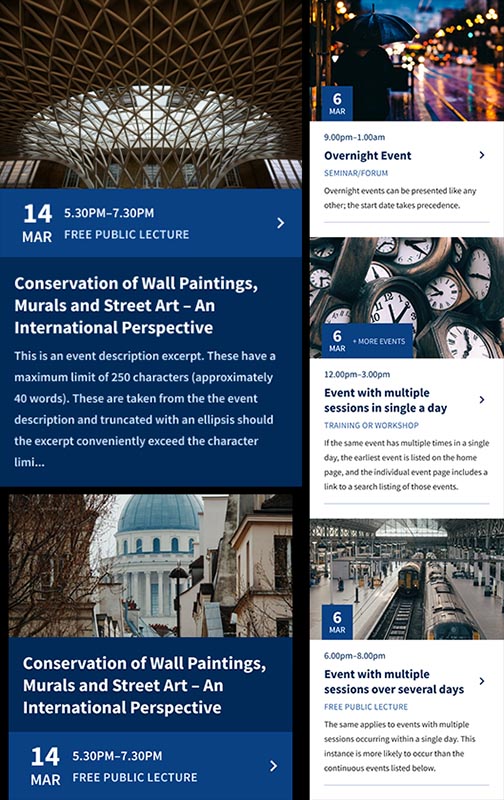 14
MAR
5.30PM–7.30PM
FREE PUBLIC LECTURE
Conservation of Wall Paintings,
Murals and Street Art – An
International Perspective
This is an event description excerpt. These have a
maximum limit of 250 characters (approximately
40 words). These are taken from the the event
description and truncated with an ellipsis should
the excerpt conveniently exceed the character
limi...
Conservation of Wall Paintings,
Murals and Street Art – An
International Perspective
14
MAR
5.30PM–7.30PM
FREE PUBLIC LECTURE
6
MAR
9.00pm–1.00am
Overnight Event
SEMINAR/FORUM
Overnight events can be presented like any
other; the start date takes precedence.
6
MAR
+ MORE EVENTS
12.00pm–3.00pm
Event with multiple
sessions in single a day
TRAINING OR WORKSHOP
If the same event has multiple times in a single
day, the earliest event is listed on the home
page, and the individual event page includes a
link to a search listing of those events.
6
MAR
6.00pm–8.00pm
Event with multiple
sessions over several days
FREE PUBLIC LECTURE
The same applies to events with multiple
sessions occurring within a single day. This
instance is more likely to occur than the
continuous events listed below.